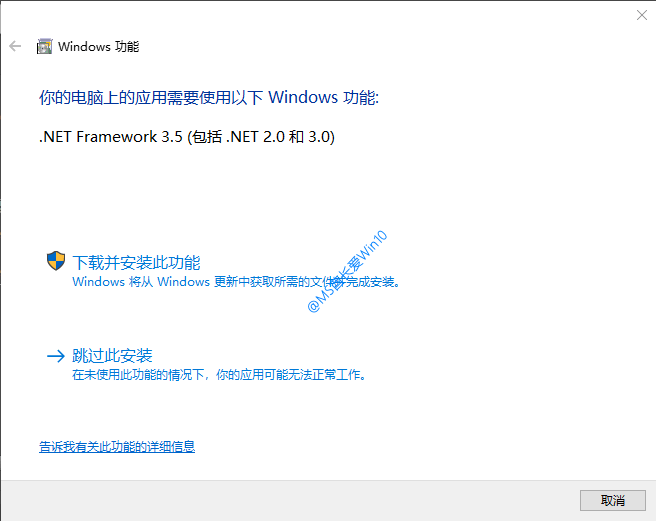 Windows 功能
你的电脑上的应用需要使用以下 Windows 功能:
.NET Framework 3.5 (包括 .NET 2.0 和 3.0)
下载并安装此功能
Windows 将从 Windows 更新中获取所需的文件并完成安装。
@MS酋长爱Win10
跳过此安装
在未使用此功能的情况下，你的应用可能无法正常工作。
告诉我有关此功能的详细信息
取消